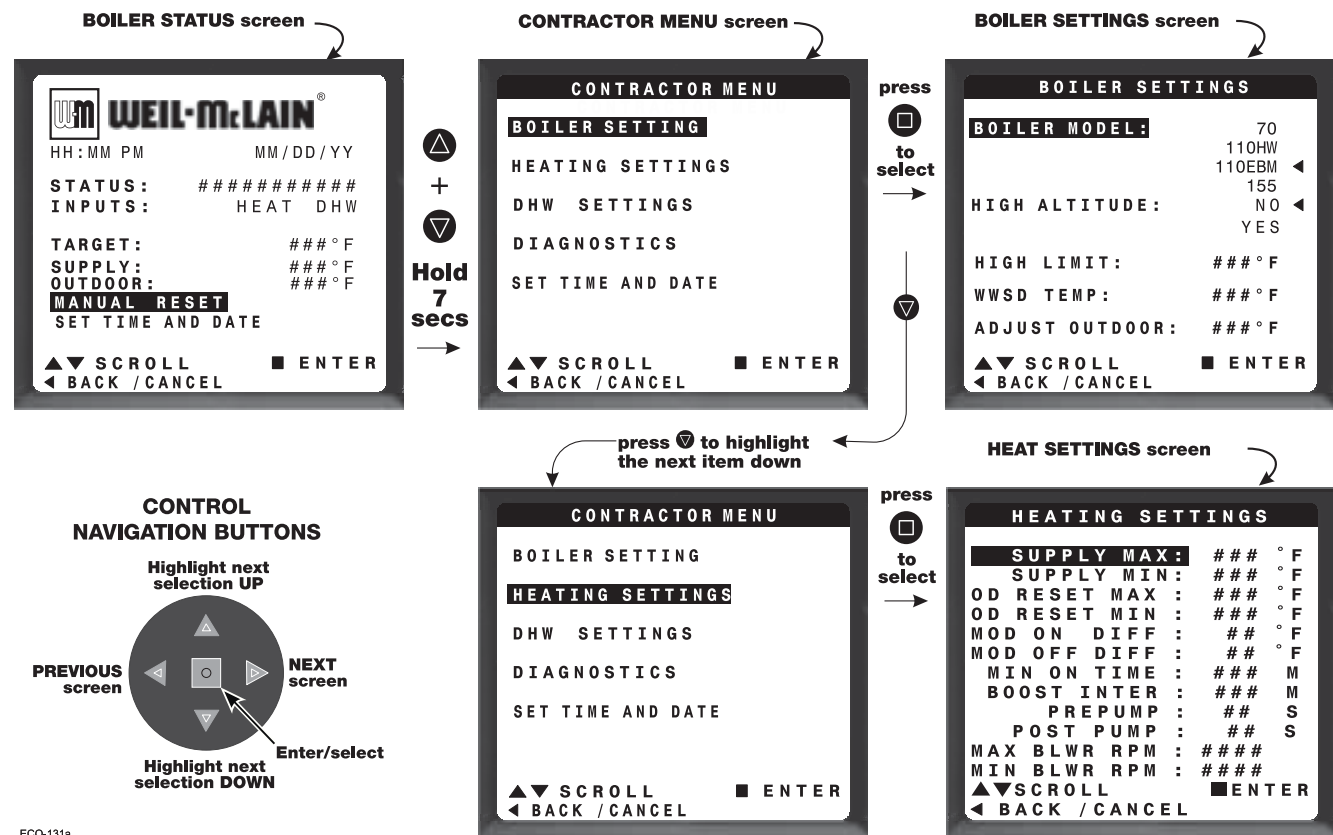 BOILER STATUS screen
WM WEIL-McLAIN®
HH:MM PM MM/DD/YY
STATUS: ###########
INPUTS: HEAT DHW
TARGET: ###°F
SUPPLY: ###°F
OUTDOOR: ###°F
MANUAL RESET
SET TIME AND DATE
▲▼ SCROLL ■ ENTER
◀ BACK /CANCEL
△
+
▽
Hold
7
secs
CONTRACTOR MENU screen
CONTRACTOR MENU
BOILER SETTING
HEATING SETTINGS
DHW SETTINGS
DIAGNOSTICS
SET TIME AND DATE
▲▼ SCROLL ■ ENTER
◀ BACK /CANCEL
press
to
select
BOILER SETTINGS screen
BOILER SETTINGS
BOILER MODEL: 70
110HW
110EBM ◀
155
HIGH ALTITUDE: NO ◀
YES
HIGH LIMIT: ###°F
WWSD TEMP: ###°F
ADJUST OUTDOOR: ###°F
▲▼ SCROLL ■ ENTER
◀ BACK /CANCEL
press ▽ to highlight
the next item down
CONTROL
NAVIGATION BUTTONS
Highlight next
selection UP
PREVIOUS
screen
NEXT
screen
Enter/select
Highlight next
selection DOWN
ECO-131a
CONTRACTOR MENU
BOILER SETTING
HEATING SETTINGS
DHW SETTINGS
DIAGNOSTICS
SET TIME AND DATE
▲▼ SCROLL ■ ENTER
◀ BACK /CANCEL
press
to
select
HEAT SETTINGS screen
HEATING SETTINGS
SUPPLY MAX: ### °F
SUPPLY MIN: ### °F
OD RESET MAX : ### °F
OD RESET MIN : ### °F
MOD ON DIFF : ## °F
MOD OFF DIFF : ## °F
MIN ON TIME : ### M
BOOST INTER : ### M
PREPUMP : ## S
POST PUMP : ## S
MAX BLWR RPM : ####
MIN BLWR RPM : ####
▲▼SCROLL ■ENTER
◀ BACK /CANCEL